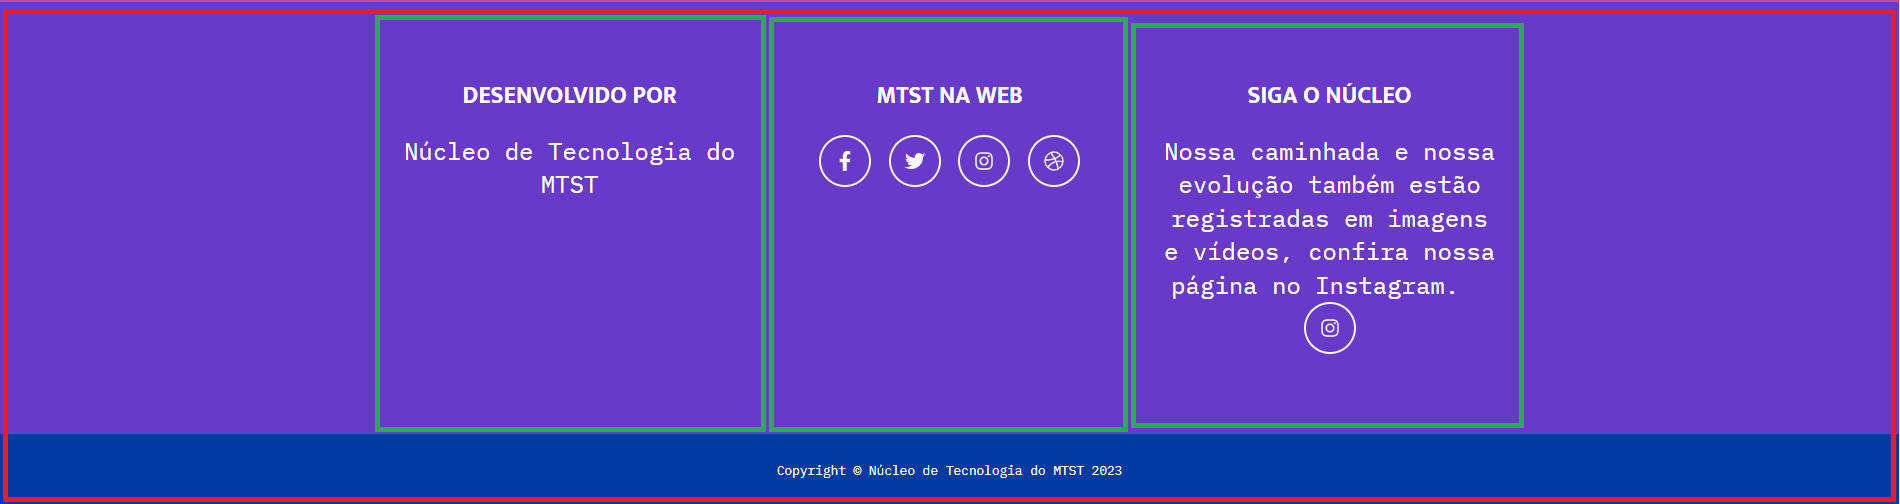 DESENVOLVIDO POR
Núcleo de Tecnologia do
MTST
MTST NA WEB
SIGA O NÚCLEO
Nossa caminhada e nossa
evolução também estão
registradas em imagens
e vídeos, confira nossa
página no Instagram.
Copyright © Núcleo de Tecnologia do MTST 2023